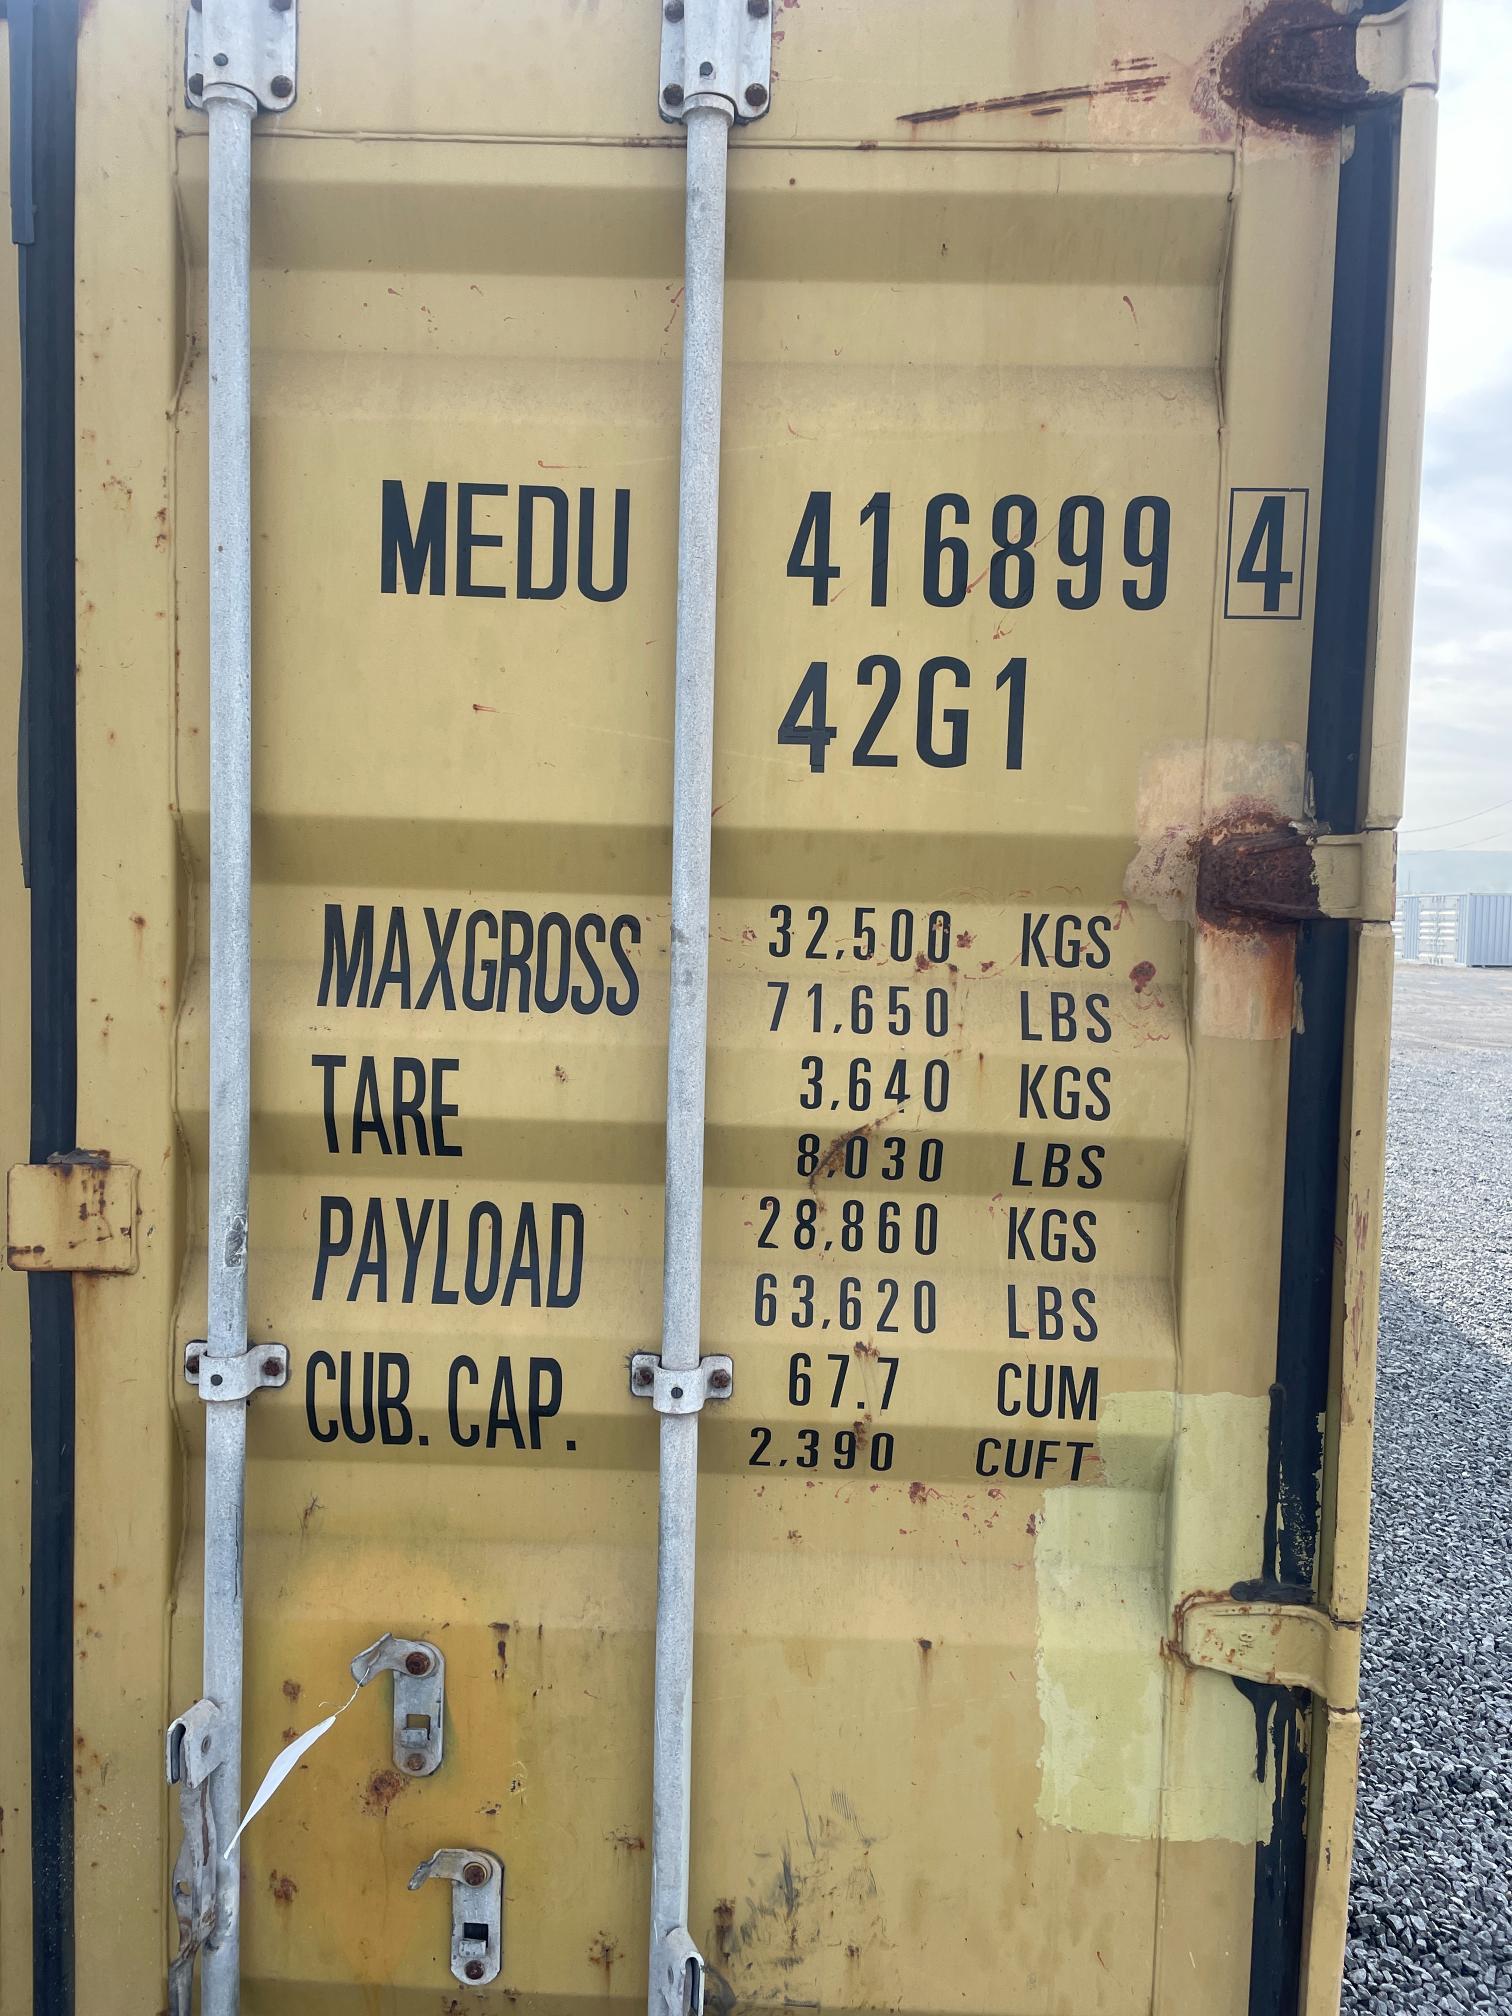 MEDU 416899 4
42G1
MAXGROSS 32,500 KGS
71,650 LBS
TARE 3,640 KGS
8,030 LBS
PAYLOAD 28,860 KGS
63,620 LBS
CUB. CAP. 67.7 CUM
2,390 CUFT